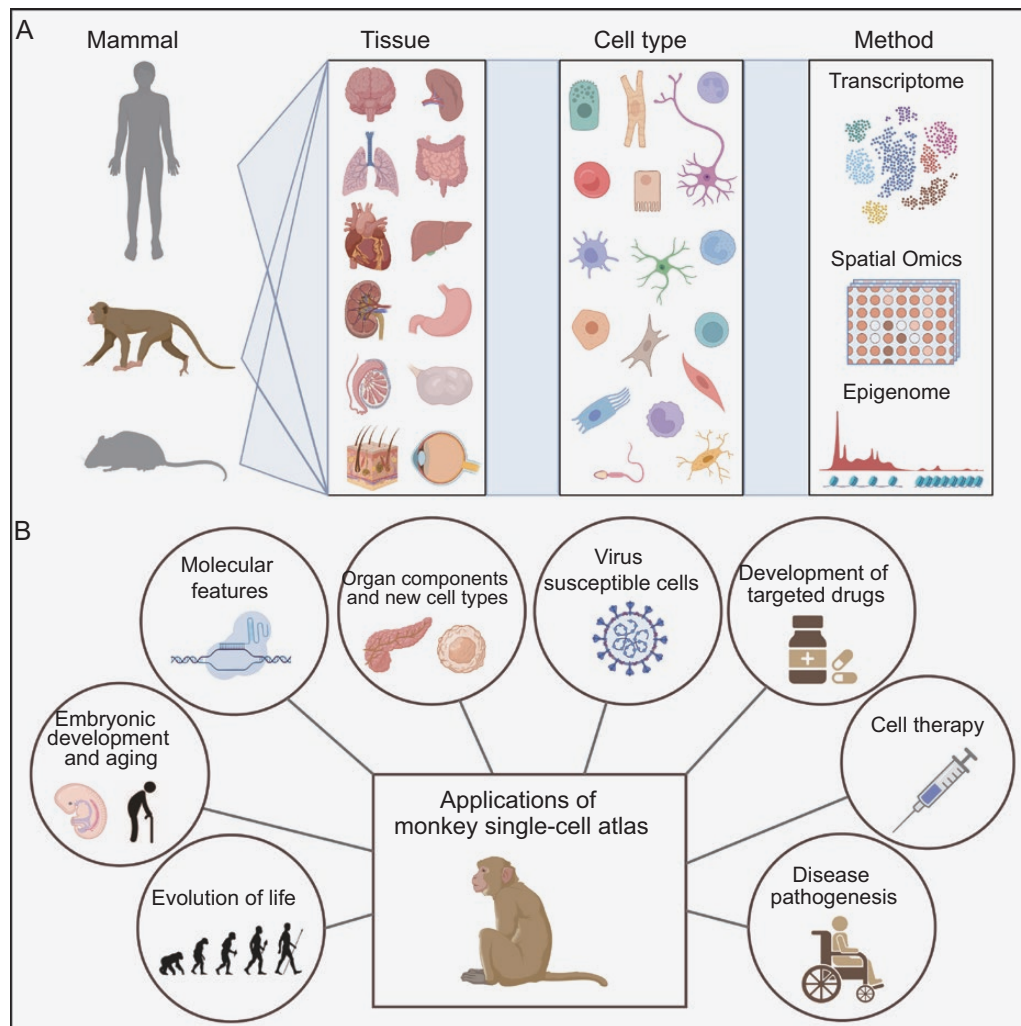 A
Mammal
Tissue
Cell type
Method
Transcriptome
Spatial Omics
Epigenome
B
Molecular
features
Organ components
and new cell types
Virus
susceptible cells
Development of
targeted drugs
Embryonic
development
and aging
Cell therapy
Applications of
monkey single-cell atlas
Evolution of life
Disease
pathogenesis